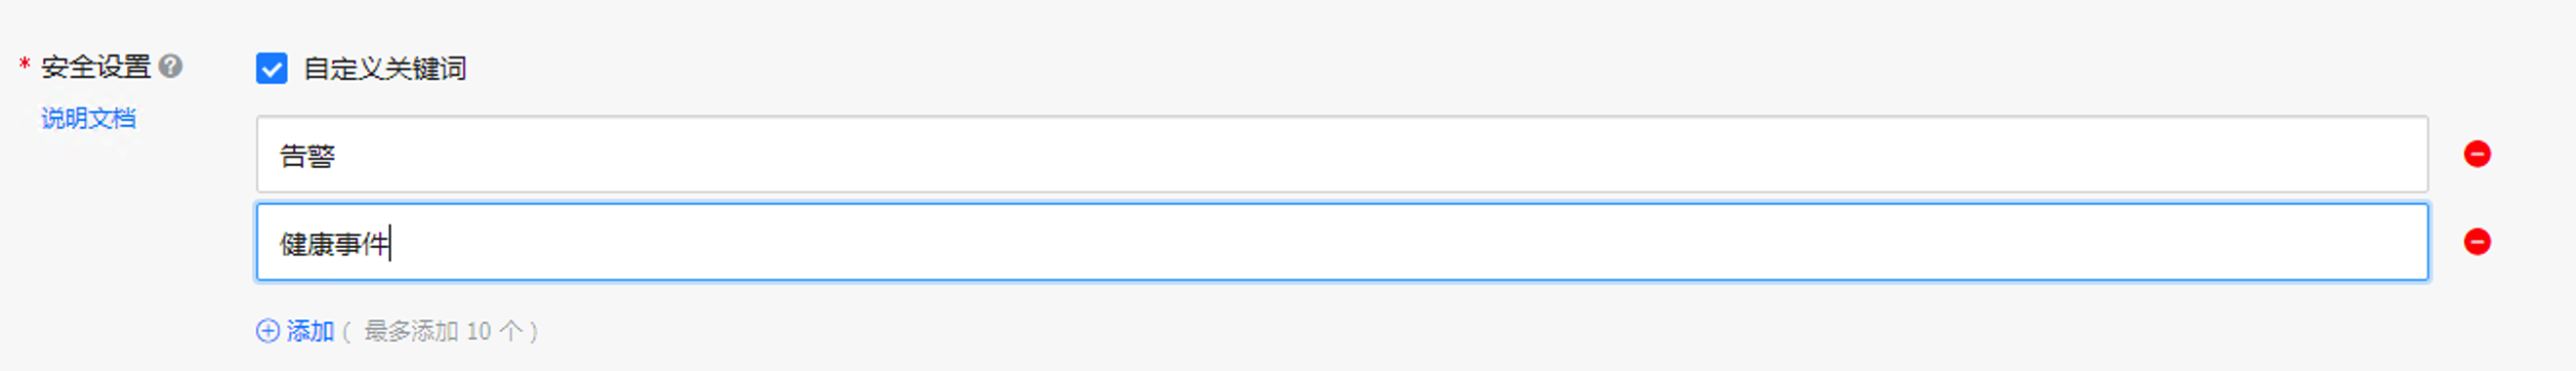 * 安全设置 ? 自定义关键词
说明文档
告警
健康事件
添加 ( 最多添加 10 个 )